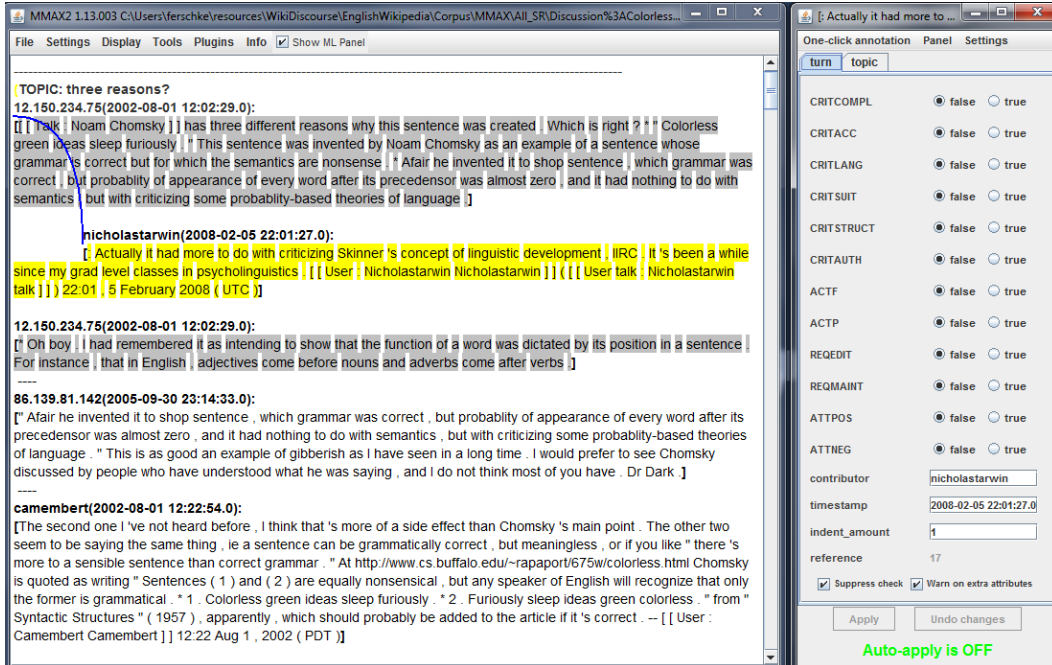 MMAX2 1.13.003 C:\Users\ferschke\resources\WikiDiscourse\EnglishWikipedia\Corpus\MMAX\All_SR\Discussion%3AColorless...
File Settings Display Tools Plugins Info Show ML Panel
TOPIC: three reasons?
12.150.234.75(2002-08-01 12:02:29.0):
[[ [ Talk : Noam Chomsky ] ] has three different reasons why this sentence was created . Which is right ? * " Colorless
green ideas sleep furiously . " This sentence was invented by Noam Chomsky as an example of a sentence whose
grammar is correct but for which the semantics are nonsense . * Afair he invented it to shop sentence , which grammar was
correct , but probablity of appearance of every word after its precedensor was almost zero , and it had nothing to do with
semantics , but with criticizing some probablity-based theories of language .]
nicholastarwin(2008-02-05 22:01:27.0):
[: Actually it had more to do with criticizing Skinner 's concept of linguistic development , IIRC . It 's been a while
since my grad level classes in psycholinguistics . [ [ User : Nicholastarwin Nicholastarwin ] ] ( [ [ User talk : Nicholastarwin
talk ] ] ) 22:01 , 5 February 2008 ( UTC )]
12.150.234.75(2002-08-01 12:02:29.0):
[* Oh boy . I had remembered it as intending to show that the function of a word was dictated by its position in a sentence .
For instance , that in English , adjectives come before nouns and adverbs come after verbs .]
----
86.139.81.142(2005-09-30 23:14:33.0):
[" Afair he invented it to shop sentence , which grammar was correct , but probablity of appearance of every word after its
precedensor was almost zero , and it had nothing to do with semantics , but with criticizing some probablity-based theories
of language . " This is as good an example of gibberish as I have seen in a long time . I would prefer to see Chomsky
discussed by people who have understood what he was saying , and I do not think most of you have . Dr Dark .]
----
camembert(2002-08-01 12:22:54.0):
[The second one I 've not heard before , I think that 's more of a side effect than Chomsky 's main point . The other two
seem to be saying the same thing , ie a sentence can be grammatically correct , but meaningless , or if you like " there 's
more to a sensible sentence than correct grammar . " At http://www.cs.buffalo.edu/~rapaport/675w/colorless.html Chomsky
is quoted as writing " Sentences ( 1 ) and ( 2 ) are equally nonsensical , but any speaker of English will recognize that only
the former is grammatical . * 1 . Colorless green ideas sleep furiously . * 2 . Furiously sleep ideas green colorless . " from "
Syntactic Structures " ( 1957 ) , apparently , which should probably be added to the article if it 's correct . -- [ [ User :
Camembert Camembert ] ] 12:22 Aug 1 , 2002 ( PDT )]
[: Actually it had more to ...
One-click annotation Panel Settings
turn topic
CRITCOMPL false true
CRITACC false true
CRITLANG false true
CRITSUIT false true
CRITSTRUCT false true
CRITAUTH false true
ACTF false true
ACTP false true
REQEDIT false true
REQMAINT false true
ATTPOS false true
ATTNEG false true
contributor nicholastarwin
timestamp 2008-02-05 22:01:27.0
indent_amount 1
reference 17
Suppress check Warn on extra attributes
Apply Undo changes
Auto-apply is OFF